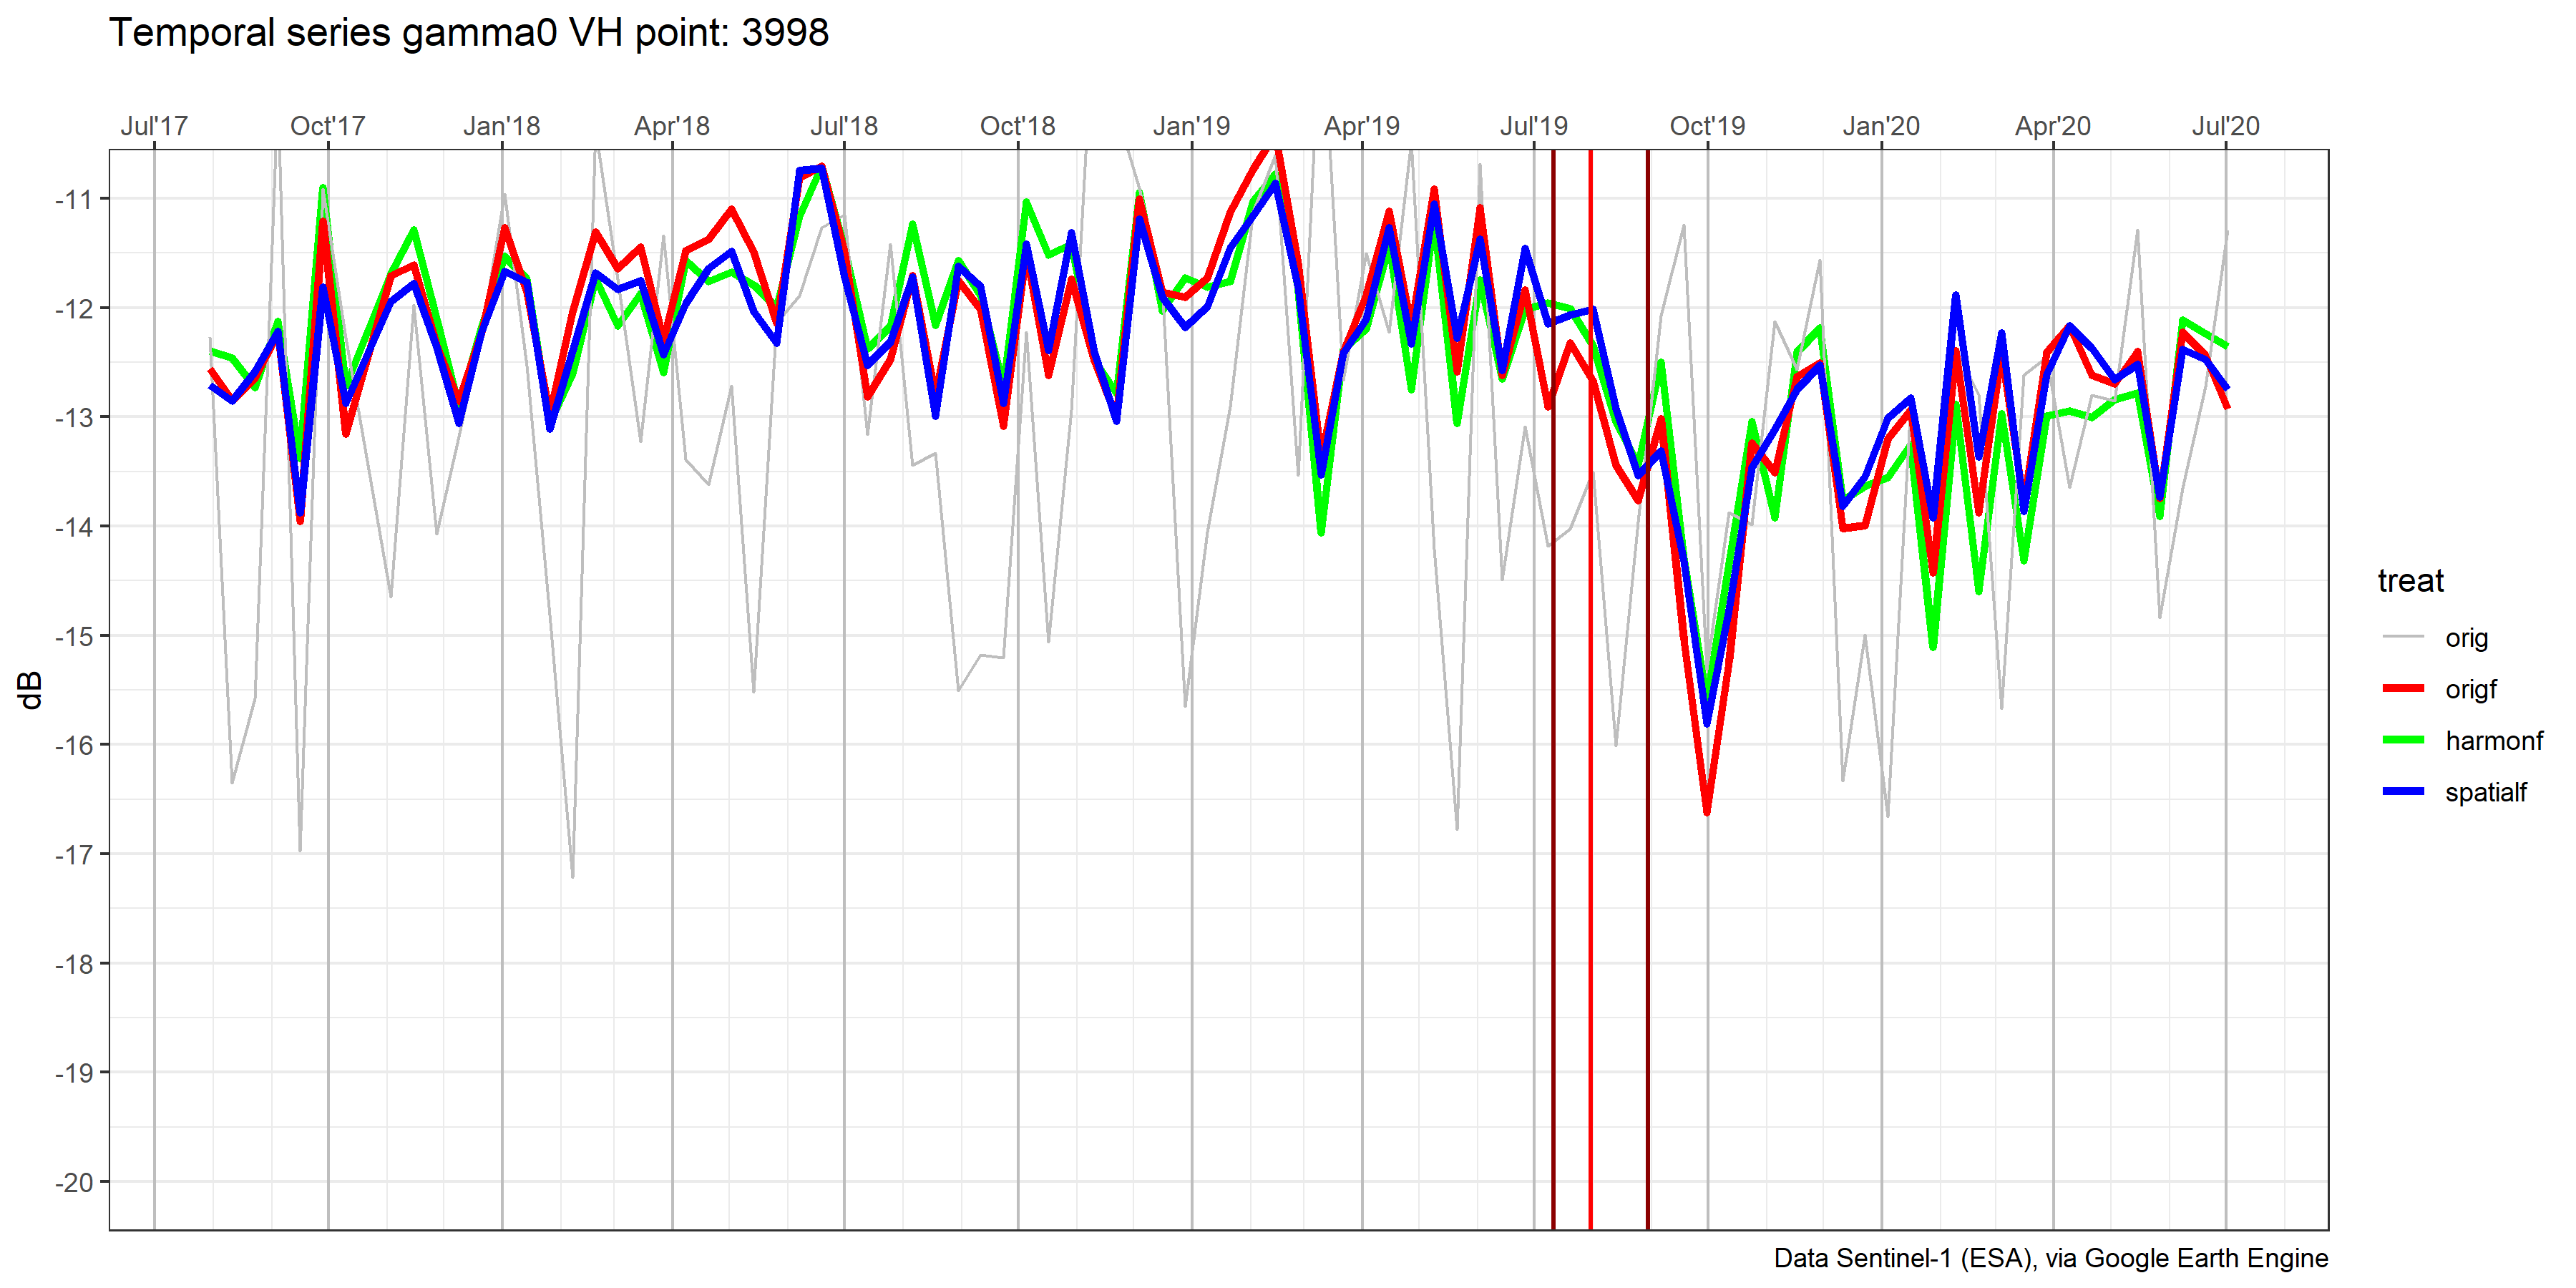 Temporal series gamma0 VH point: 3998
Jul'17 Oct'17 Jan'18 Apr'18 Jul'18 Oct'18 Jan'19 Apr'19 Jul'19 Oct'19 Jan'20 Apr'20 Jul'20
-11
-12
-13
-14
-15
-16
-17
-18
-19
-20
dB
treat
orig
origf
harmonf
spatialf
Data Sentinel-1 (ESA), via Google Earth Engine